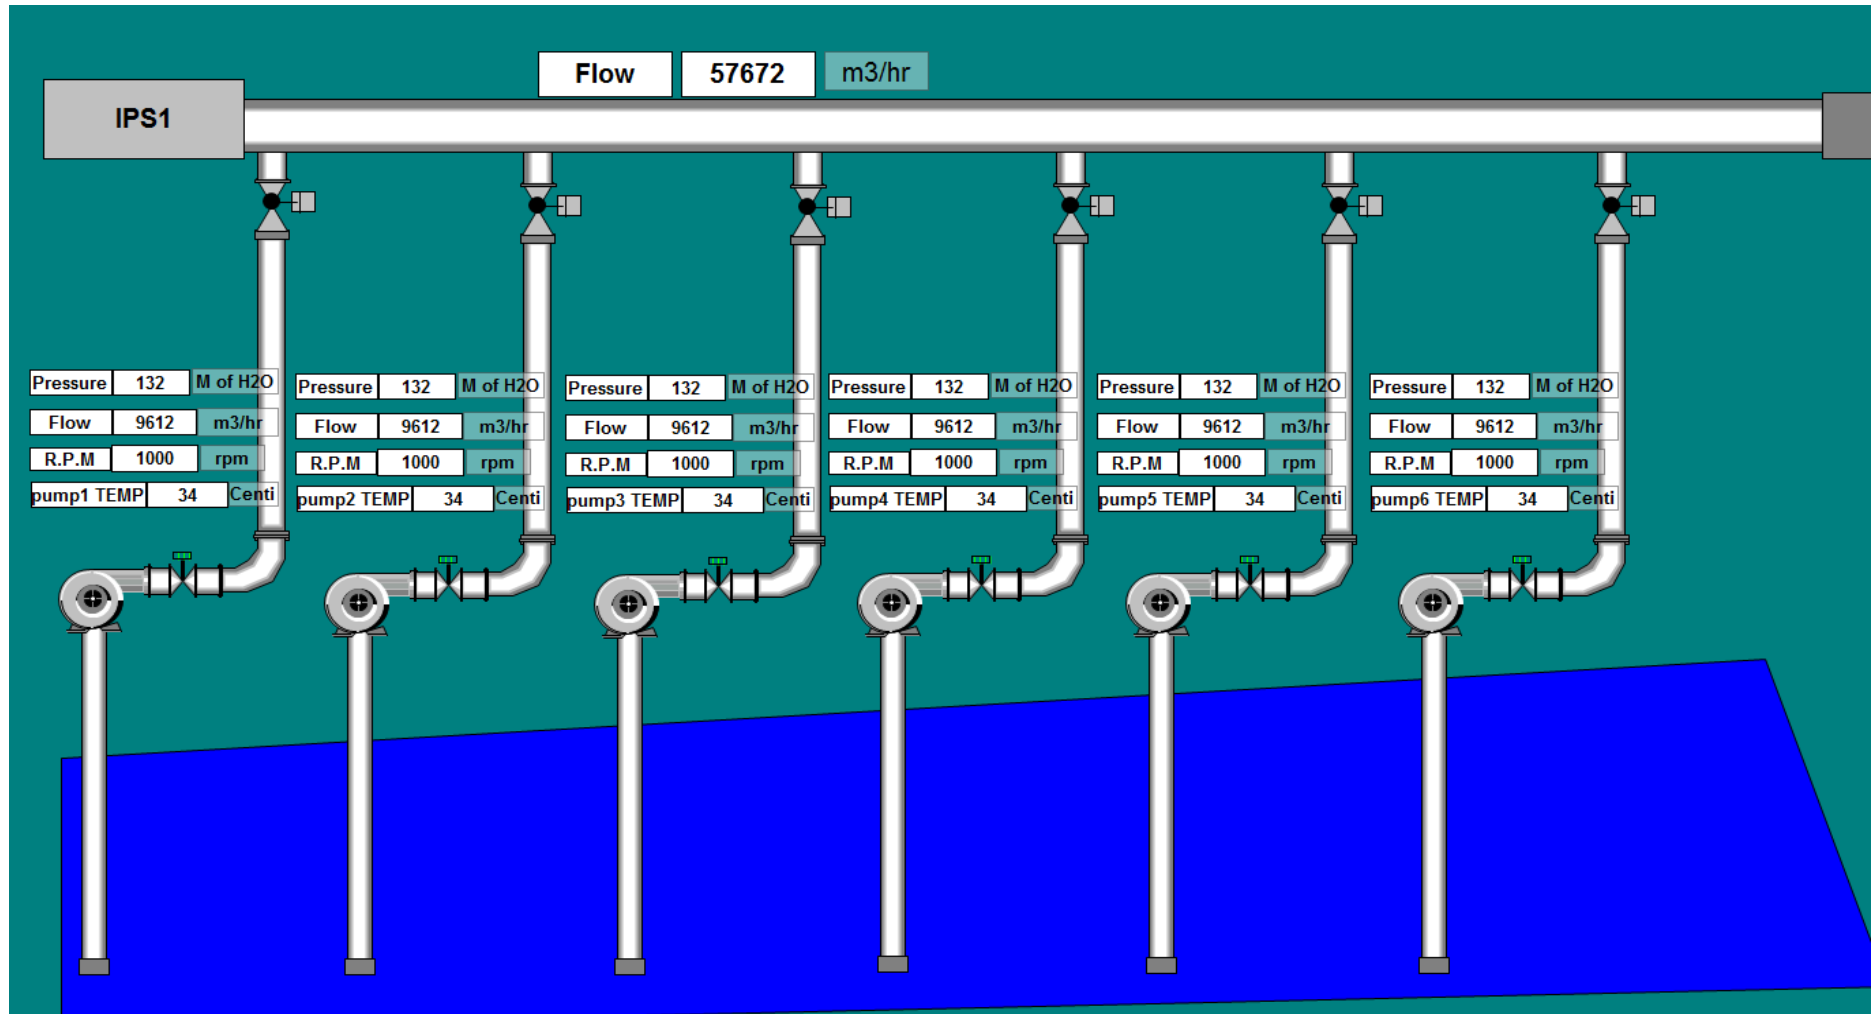 Flow 57672 m3/hr
IPS1
Pressure 132 M of H2O
Flow 9612 m3/hr
R.P.M 1000 rpm
pump1 TEMP 34 Centi
Pressure 132 M of H2O
Flow 9612 m3/hr
R.P.M 1000 rpm
pump2 TEMP 34 Centi
Pressure 132 M of H2O
Flow 9612 m3/hr
R.P.M 1000 rpm
pump3 TEMP 34 Centi
Pressure 132 M of H2O
Flow 9612 m3/hr
R.P.M 1000 rpm
pump4 TEMP 34 Centi
Pressure 132 M of H2O
Flow 9612 m3/hr
R.P.M 1000 rpm
pump5 TEMP 34 Centi
Pressure 132 M of H2O
Flow 9612 m3/hr
R.P.M 1000 rpm
pump6 TEMP 34 Centi